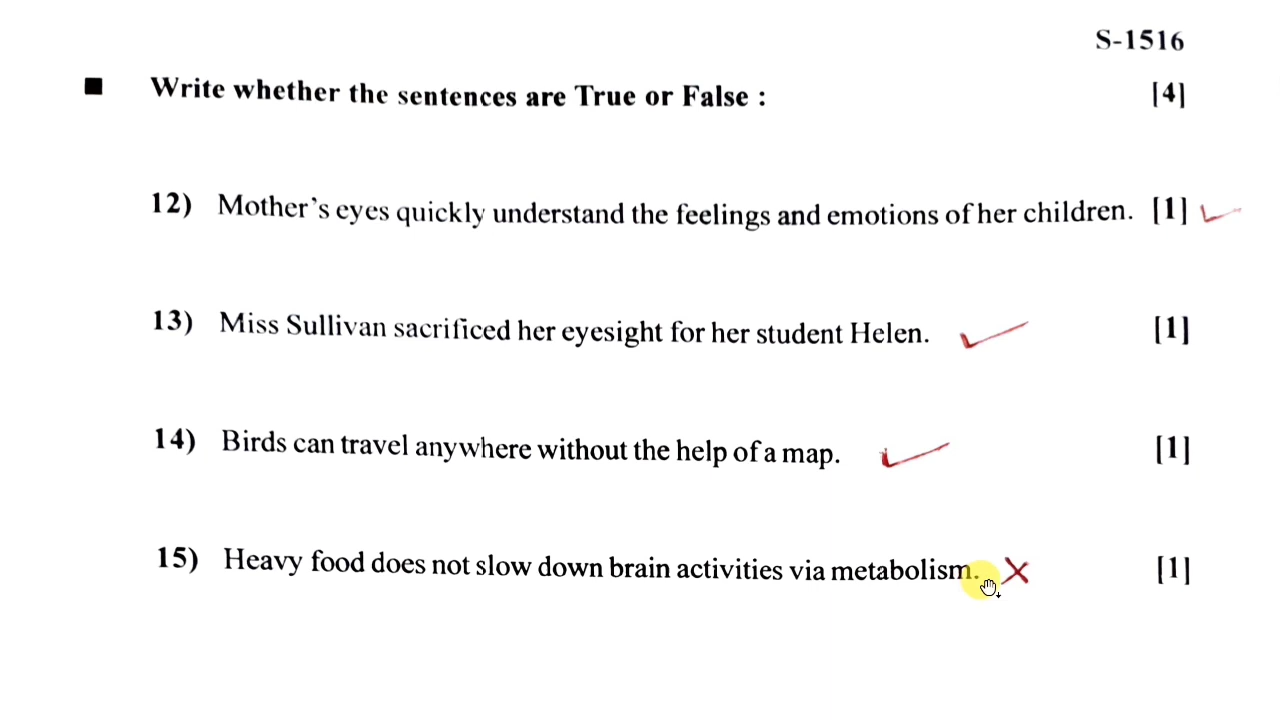 S-1516
■ Write whether the sentences are True or False : [4]
12) Mother's eyes quickly understand the feelings and emotions of her children. [1]
13) Miss Sullivan sacrificed her eyesight for her student Helen. [1]
14) Birds can travel anywhere without the help of a map. [1]
15) Heavy food does not slow down brain activities via metabolism. [1]